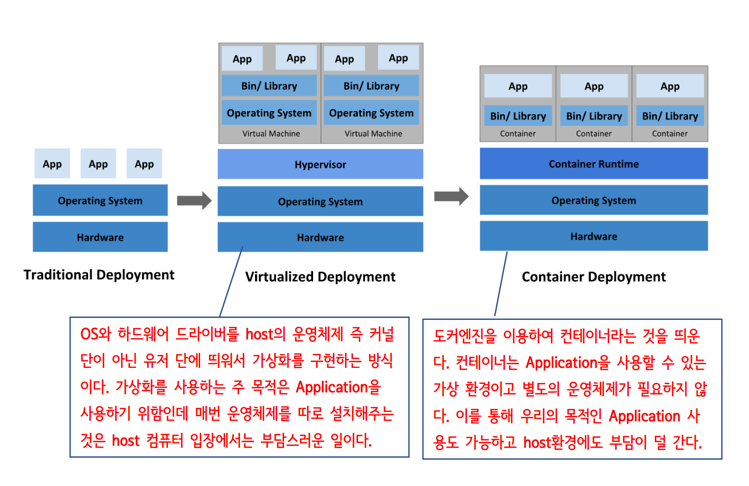 App App App
Operating System
Hardware
Traditional Deployment
App App App App
Bin/ Library Bin/ Library
Operating System Operating System
Virtual Machine Virtual Machine
Hypervisor
Operating System
Hardware
Virtualized Deployment
App App App
Bin/ Library Bin/ Library Bin/ Library
Container Container Container
Container Runtime
Operating System
Hardware
Container Deployment
OS와 하드웨어 드라이버를 host의 운영체제 즉 커널
단이 아닌 유저 단에 띄워서 가상화를 구현하는 방식
이다. 가상화를 사용하는 주 목적은 Application을
사용하기 위함인데 매번 운영체제를 따로 설치해주는
것은 host 컴퓨터 입장에서는 부담스러운 일이다.
도커엔진을 이용하여 컨테이너라는 것을 띄운
다. 컨테이너는 Application을 사용할 수 있는
가상 환경이고 별도의 운영체제가 필요하지 않
다. 이를 통해 우리의 목적인 Application 사
용도 가능하고 host환경에도 부담이 덜 간다.